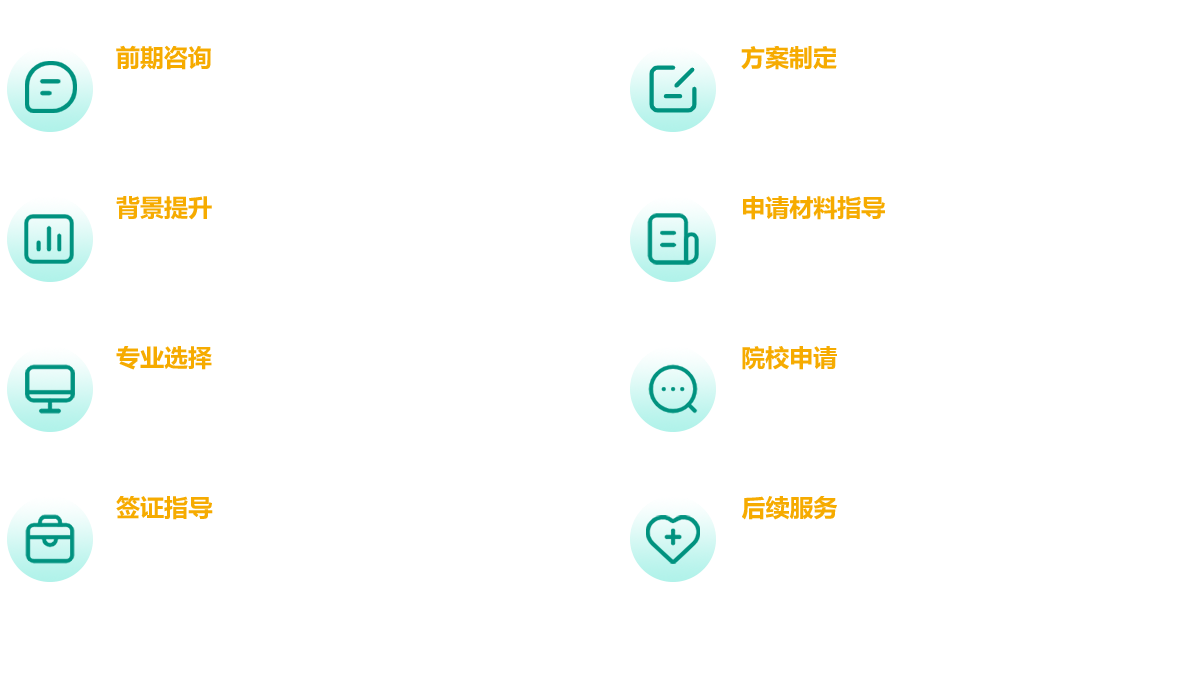 前期咨询
方案制定
背景提升
申请材料指导
专业选择
院校申请
签证指导
后续服务